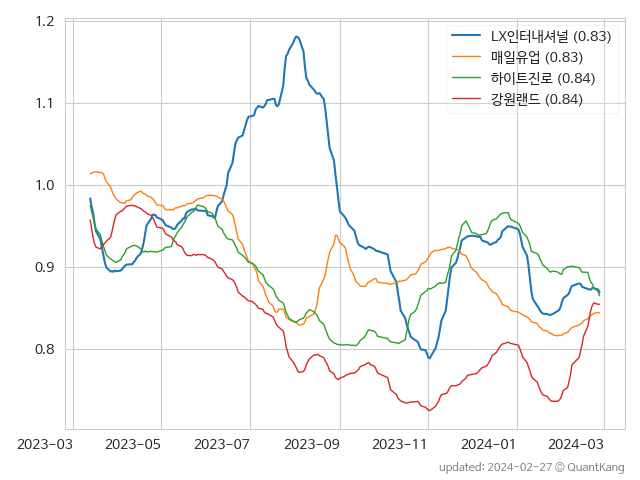 1.2
1.1
1.0
0.9
0.8
LX인터내셔널 (0.83)
매일유업 (0.83)
하이트진로 (0.84)
강원랜드 (0.84)
2023-03 2023-05 2023-07 2023-09 2023-11 2024-01 2024-03
updated: 2024-02-27 © QuantKang